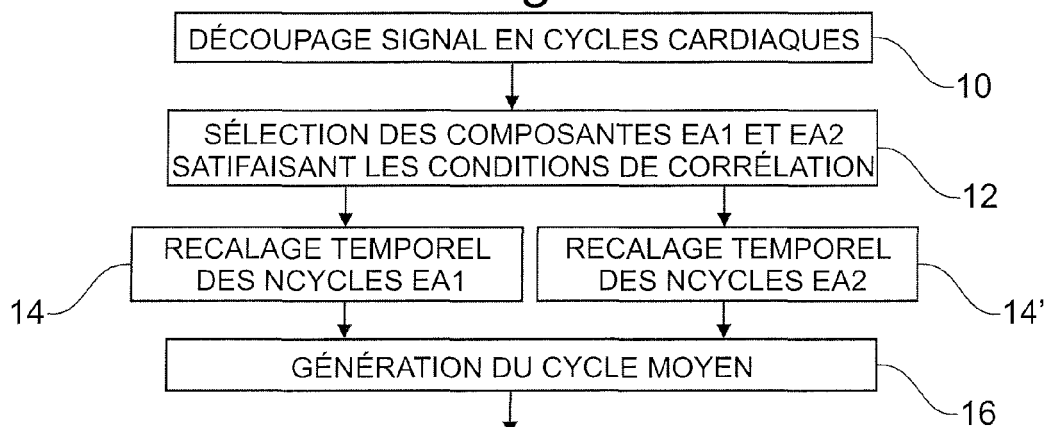 DÉCOUPAGE SIGNAL EN CYCLES CARDIAQUES
10
SÉLECTION DES COMPOSANTES EA1 ET EA2
SATIFAISANT LES CONDITIONS DE CORRÉLATION
12
RECALAGE TEMPOREL
DES NCYCLES EA1
14
RECALAGE TEMPOREL
DES NCYCLES EA2
14’
GÉNÉRATION DU CYCLE MOYEN
16